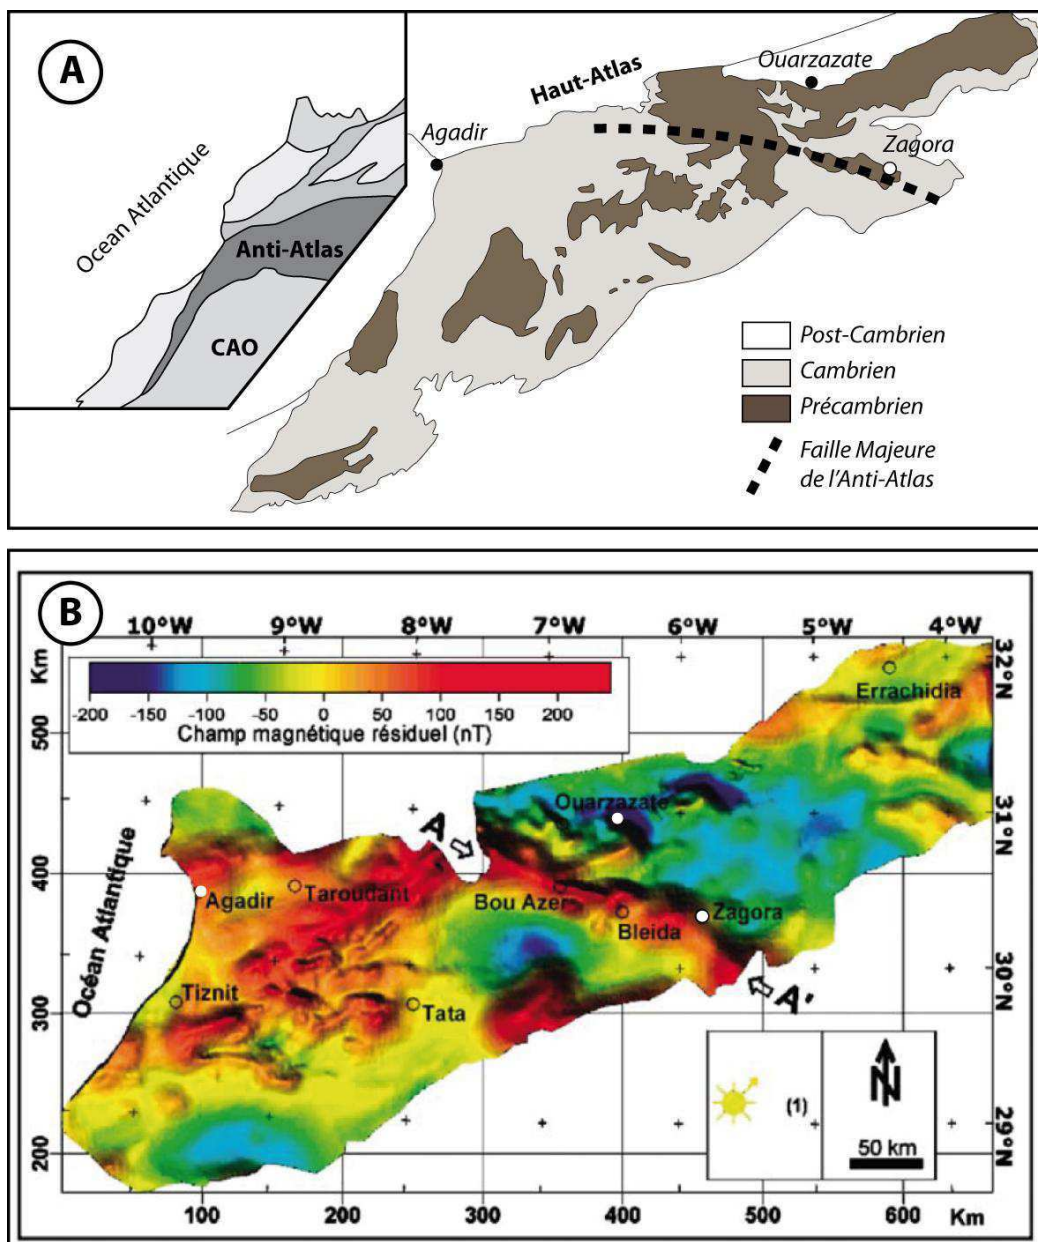 A
Ocean Atlantique
Anti-Atlas
CAO
Haut-Atlas
Agadir
Ouarzazate
Zagora
Post-Cambrien
Cambrien
Précambrien
Faille Majeure
de l'Anti-Atlas
B
10°W 9°W 8°W 7°W 6°W 5°W 4°W
Km
-200 -150 -100 -50 0 50 100 150 200
Champ magnétique résiduel (nT)
32°N
Errachidia
500
Ouarzazate
31°N
A
400
Agadir
Taroudant
Bou Azer
Bleida
Zagora
Océan Atlantique
30°N
A'
Tiznit
Tata
300
(1)
N
50 km
29°N
200
100 200 300 400 500 600 Km